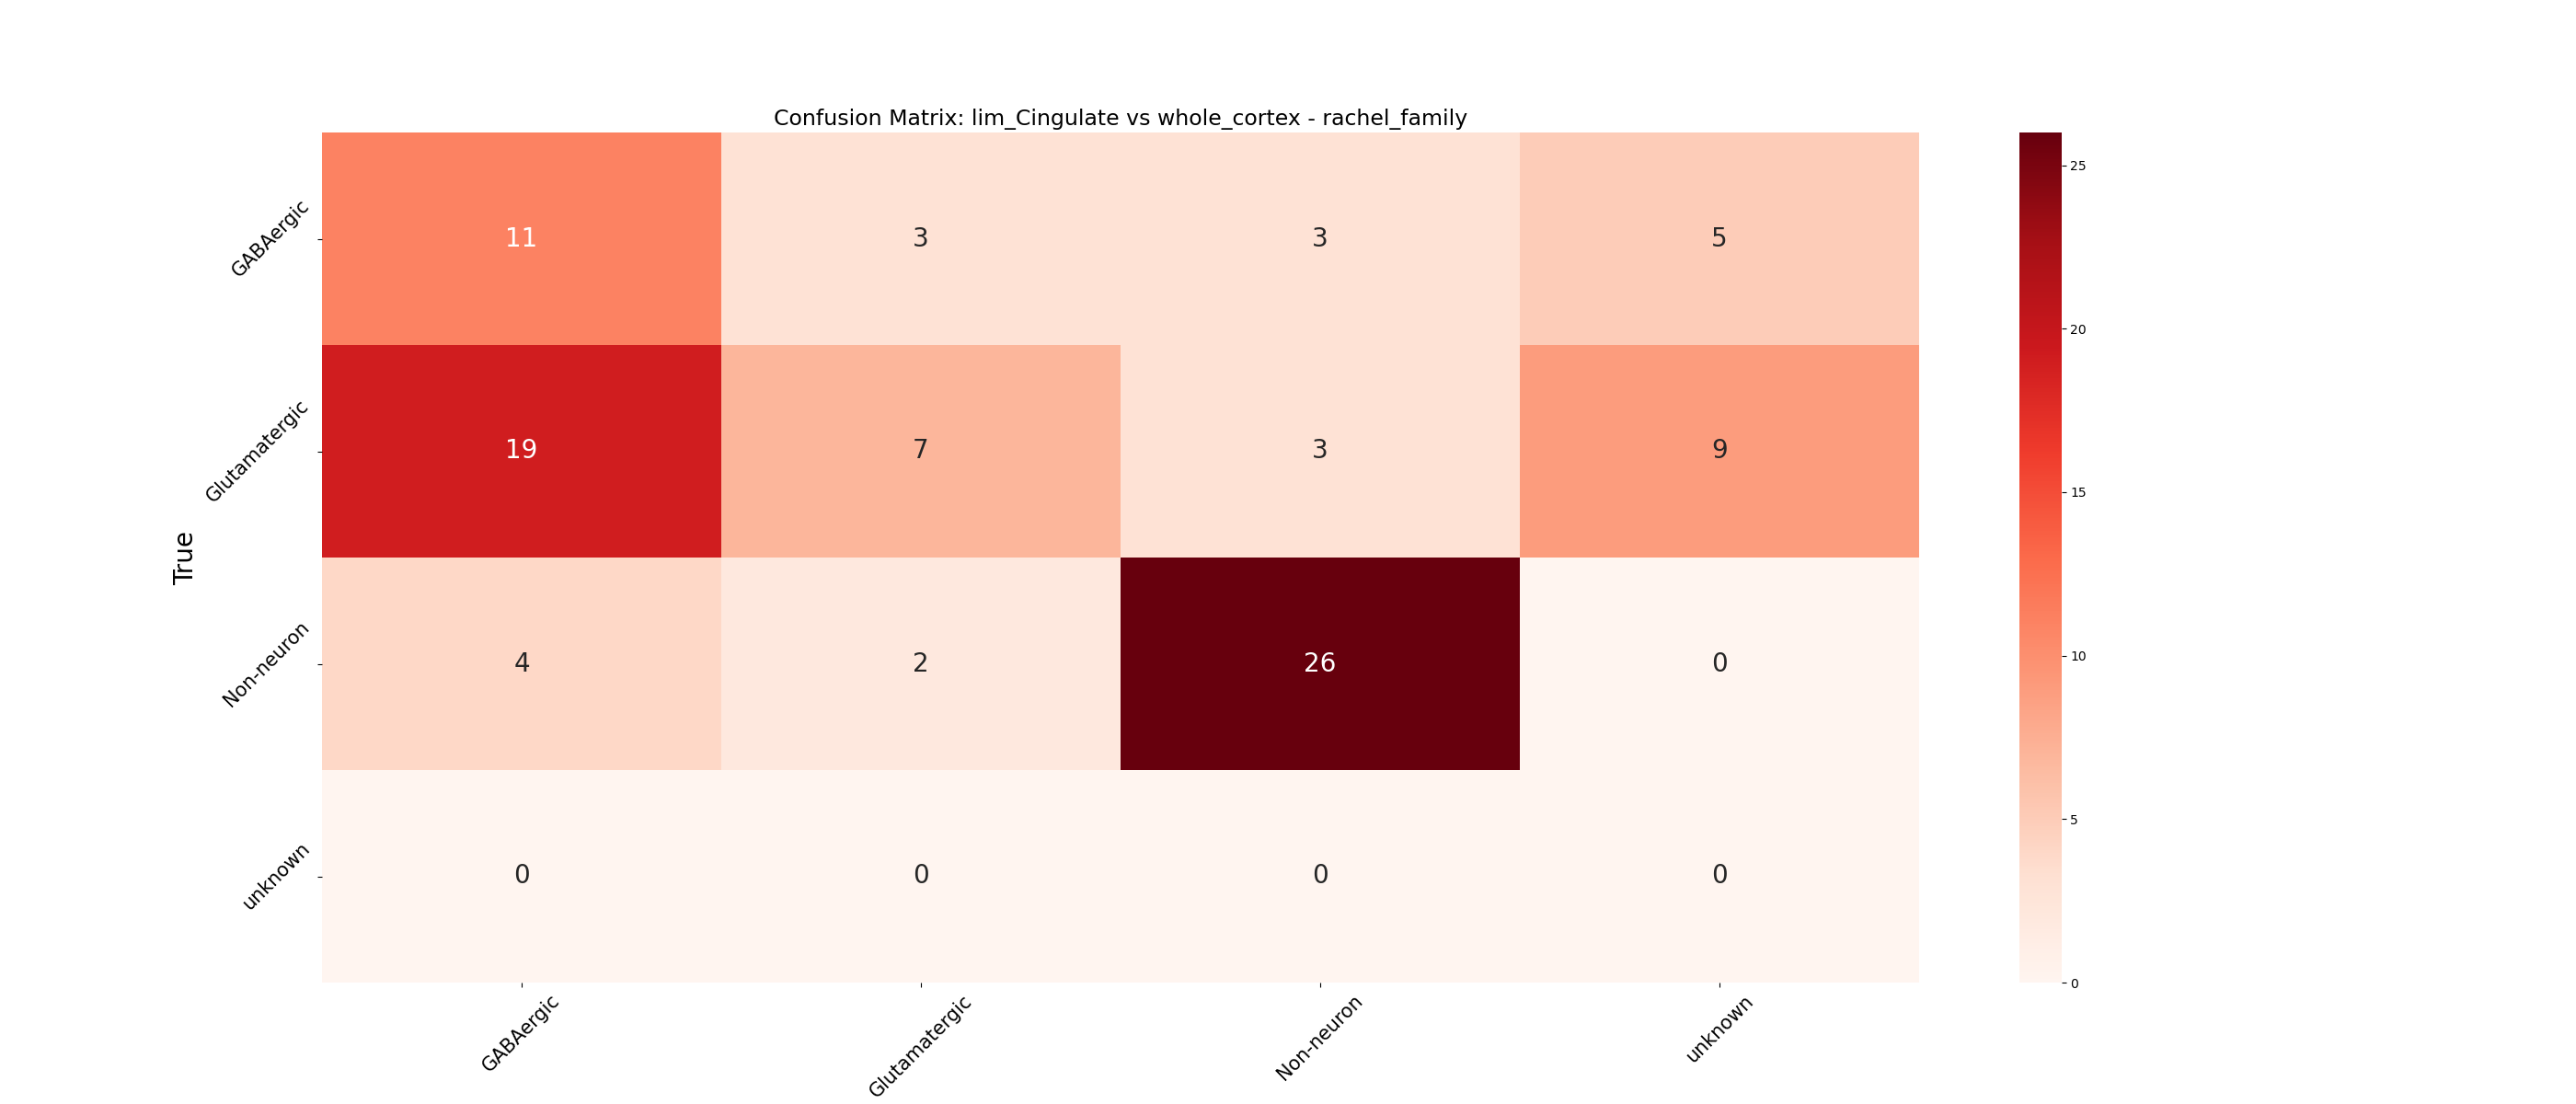 Confusion Matrix: lim_Cingulate vs whole_cortex - rachel_family
True
GABAergic
11 3 3 5
Glutamatergic
19 7 3 9
Non-neuron
4 2 26 0
unknown
0 0 0 0
GABAergic Glutamatergic Non-neuron unknown
25
20
15
10
5
0